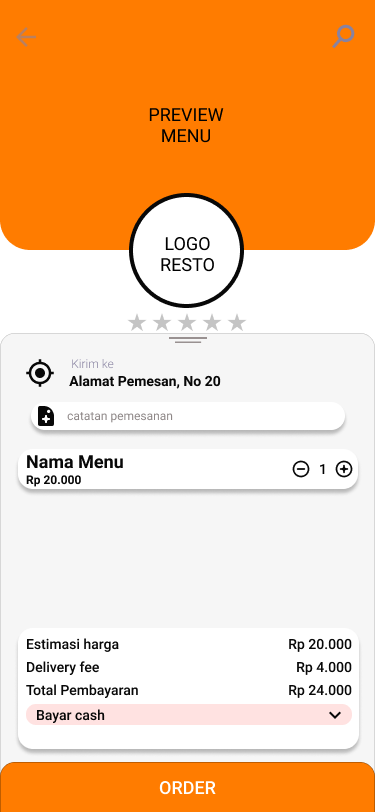 PREVIEW
MENU
LOGO
RESTO
Kirim ke
Alamat Pemesan, No 20
catatan pemesanan
Nama Menu
Rp 20.000
1
Estimasi harga Rp 20.000
Delivery fee Rp 4.000
Total Pembayaran Rp 24.000
Bayar cash
ORDER